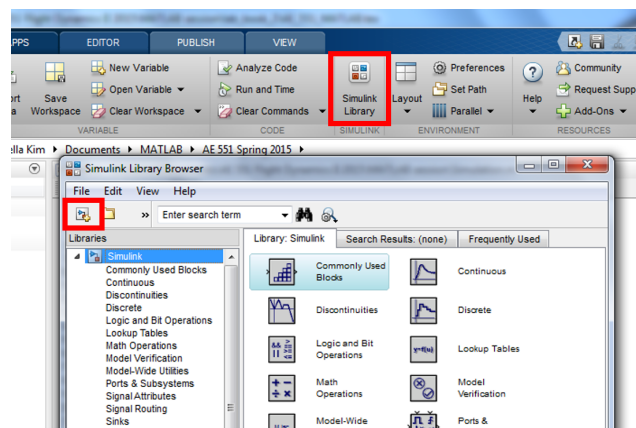 APPS EDITOR PUBLISH VIEW
New Variable Analyze Code Preferences Community
Open Variable Run and Time Set Path Request Supp
Save Workspace Clear Workspace Clear Commands Simulink Library Layout Parallel Help Add-Ons
VARIABLE CODE SIMULINK ENVIRONMENT RESOURCES
ella Kim Documents MATLAB AE 551 Spring 2015
Simulink Library Browser
File Edit View Help
» Enter search term
Libraries Library: Simulink Search Results: (none) Frequently Used
Simulink
Commonly Used Blocks
Continuous
Discontinuities
Discrete
Logic and Bit Operations
Lookup Tables
Math Operations
Model Verification
Model-Wide Utilities
Ports & Subsystems
Signal Attributes
Signal Routing
Sinks
Commonly Used Blocks Continuous
Discontinuities Discrete
Logic and Bit Operations y=f(u) Lookup Tables
Math Operations Model Verification
Model-Wide Ports &